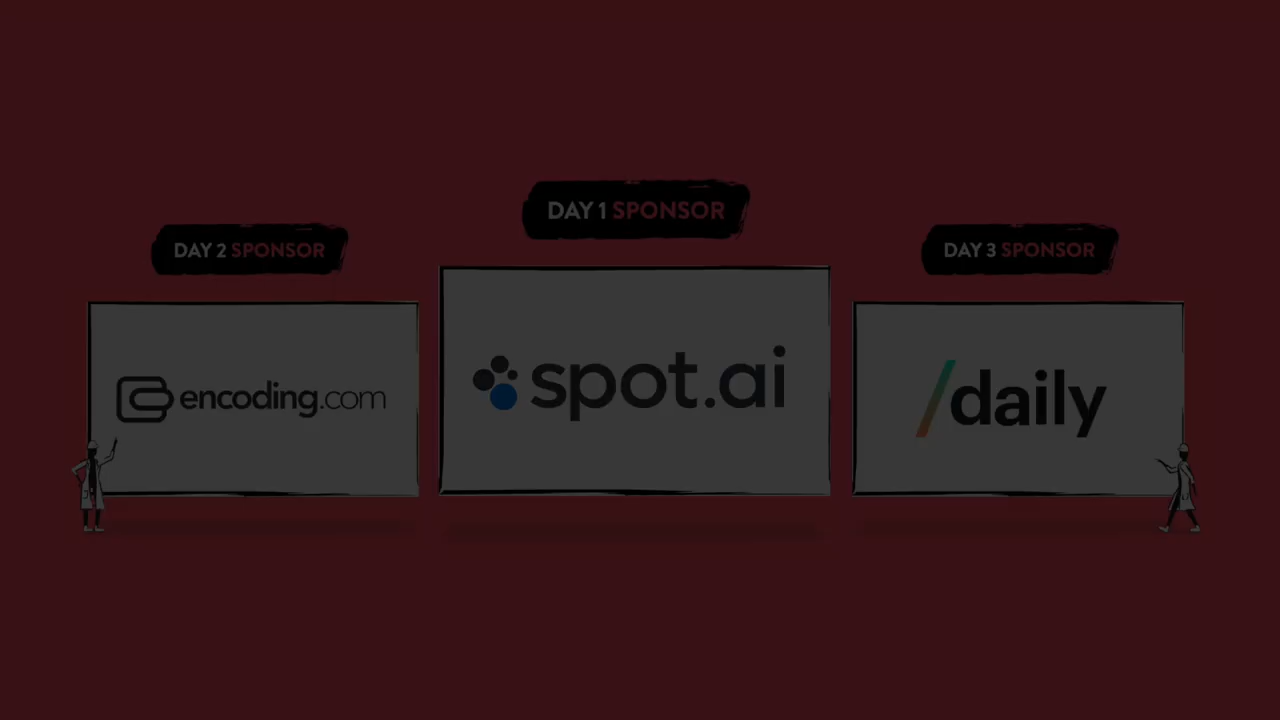 DAY 2 SPONSOR
encoding.com
DAY 1 SPONSOR
spot.ai
DAY 3 SPONSOR
/daily